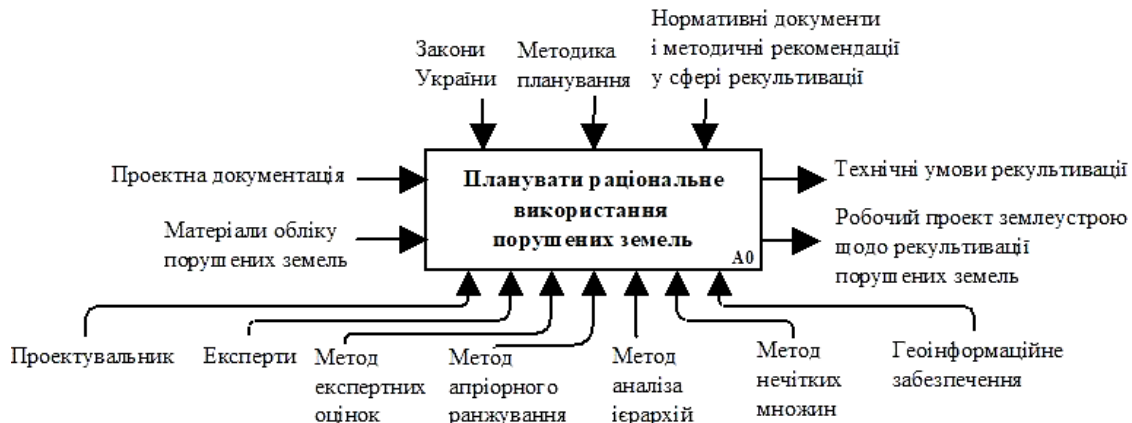 Закони
України
Методика
планування
Нормативні документи
і методичні рекомендації
у сфері рекультивації
Проектна документація
Матеріали обліку
порушених земель
Планувати раціональне
використання
порушених земель
А0
Технічні умови рекультивації
Робочий проект землеустрою
щодо рекультивації
порушених земель
Проектувальник
Експерти
Метод
експертних
оцінок
Метод
апріорного
ранжування
Метод
аналіза
ієрархій
Метод
нечітких
множин
Геоінформаційне
забезпечення